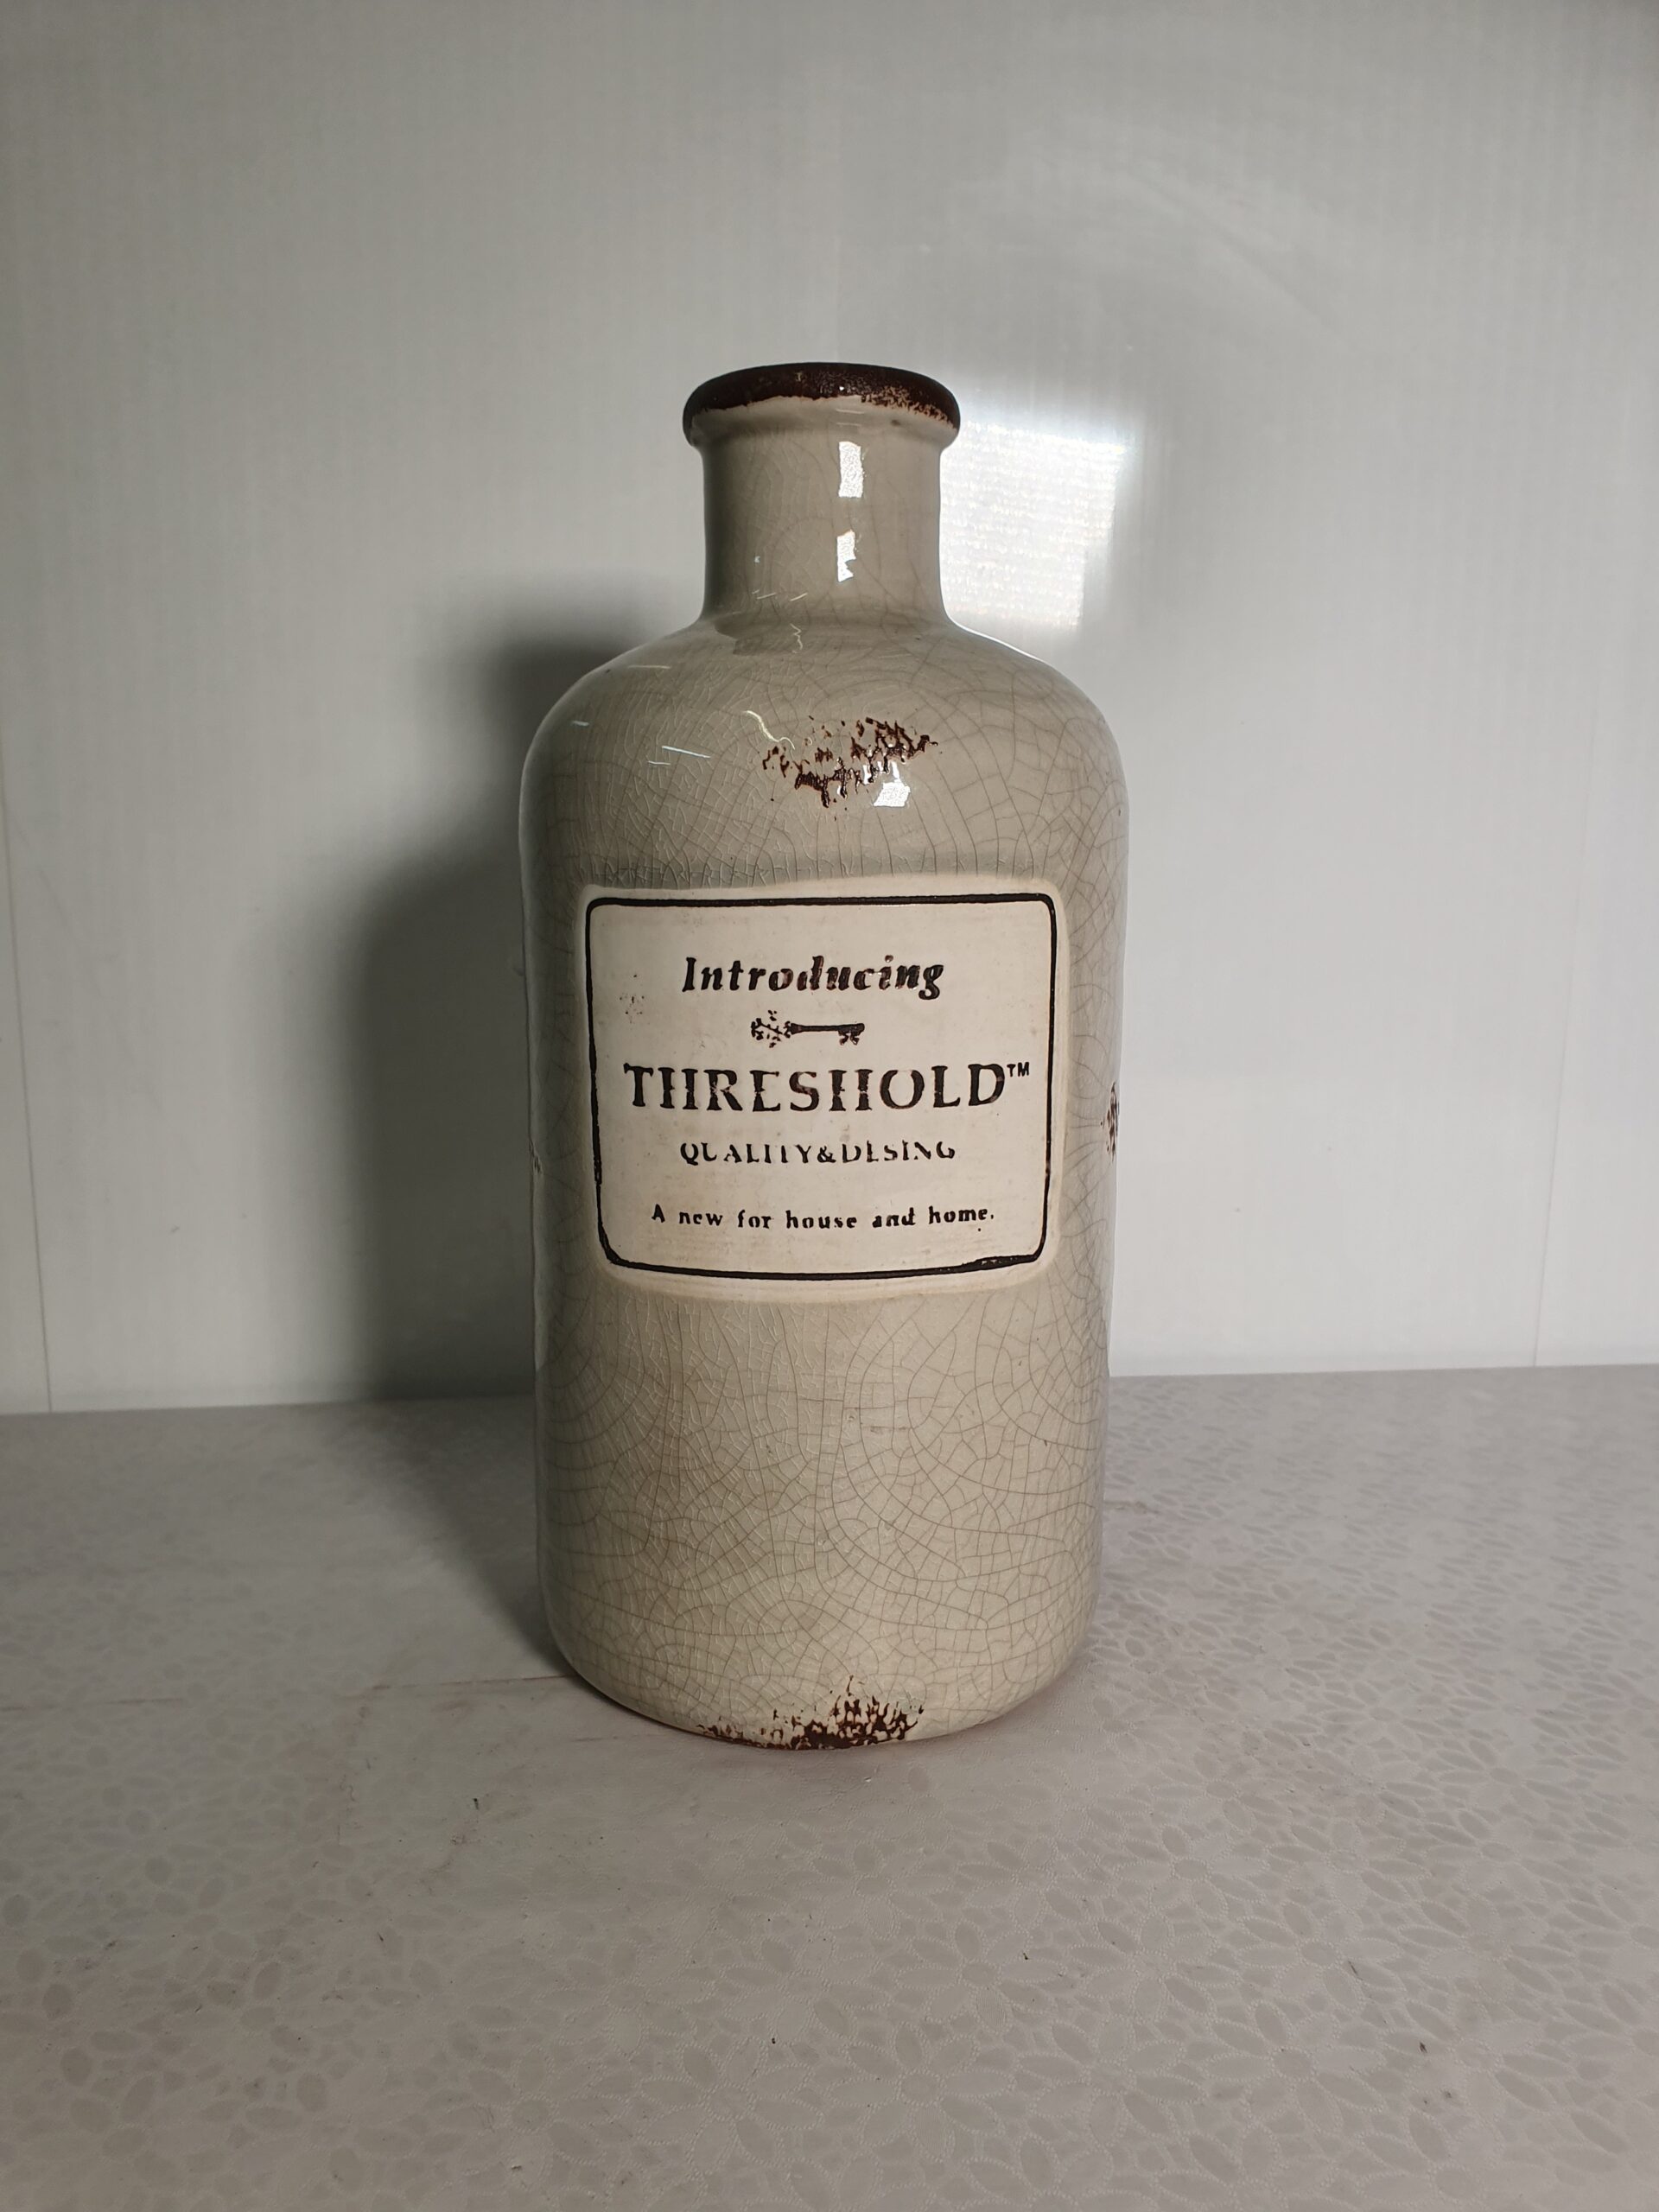 Introducing
THRESHOLD™
QUALITY&DESING
A new for house and home.